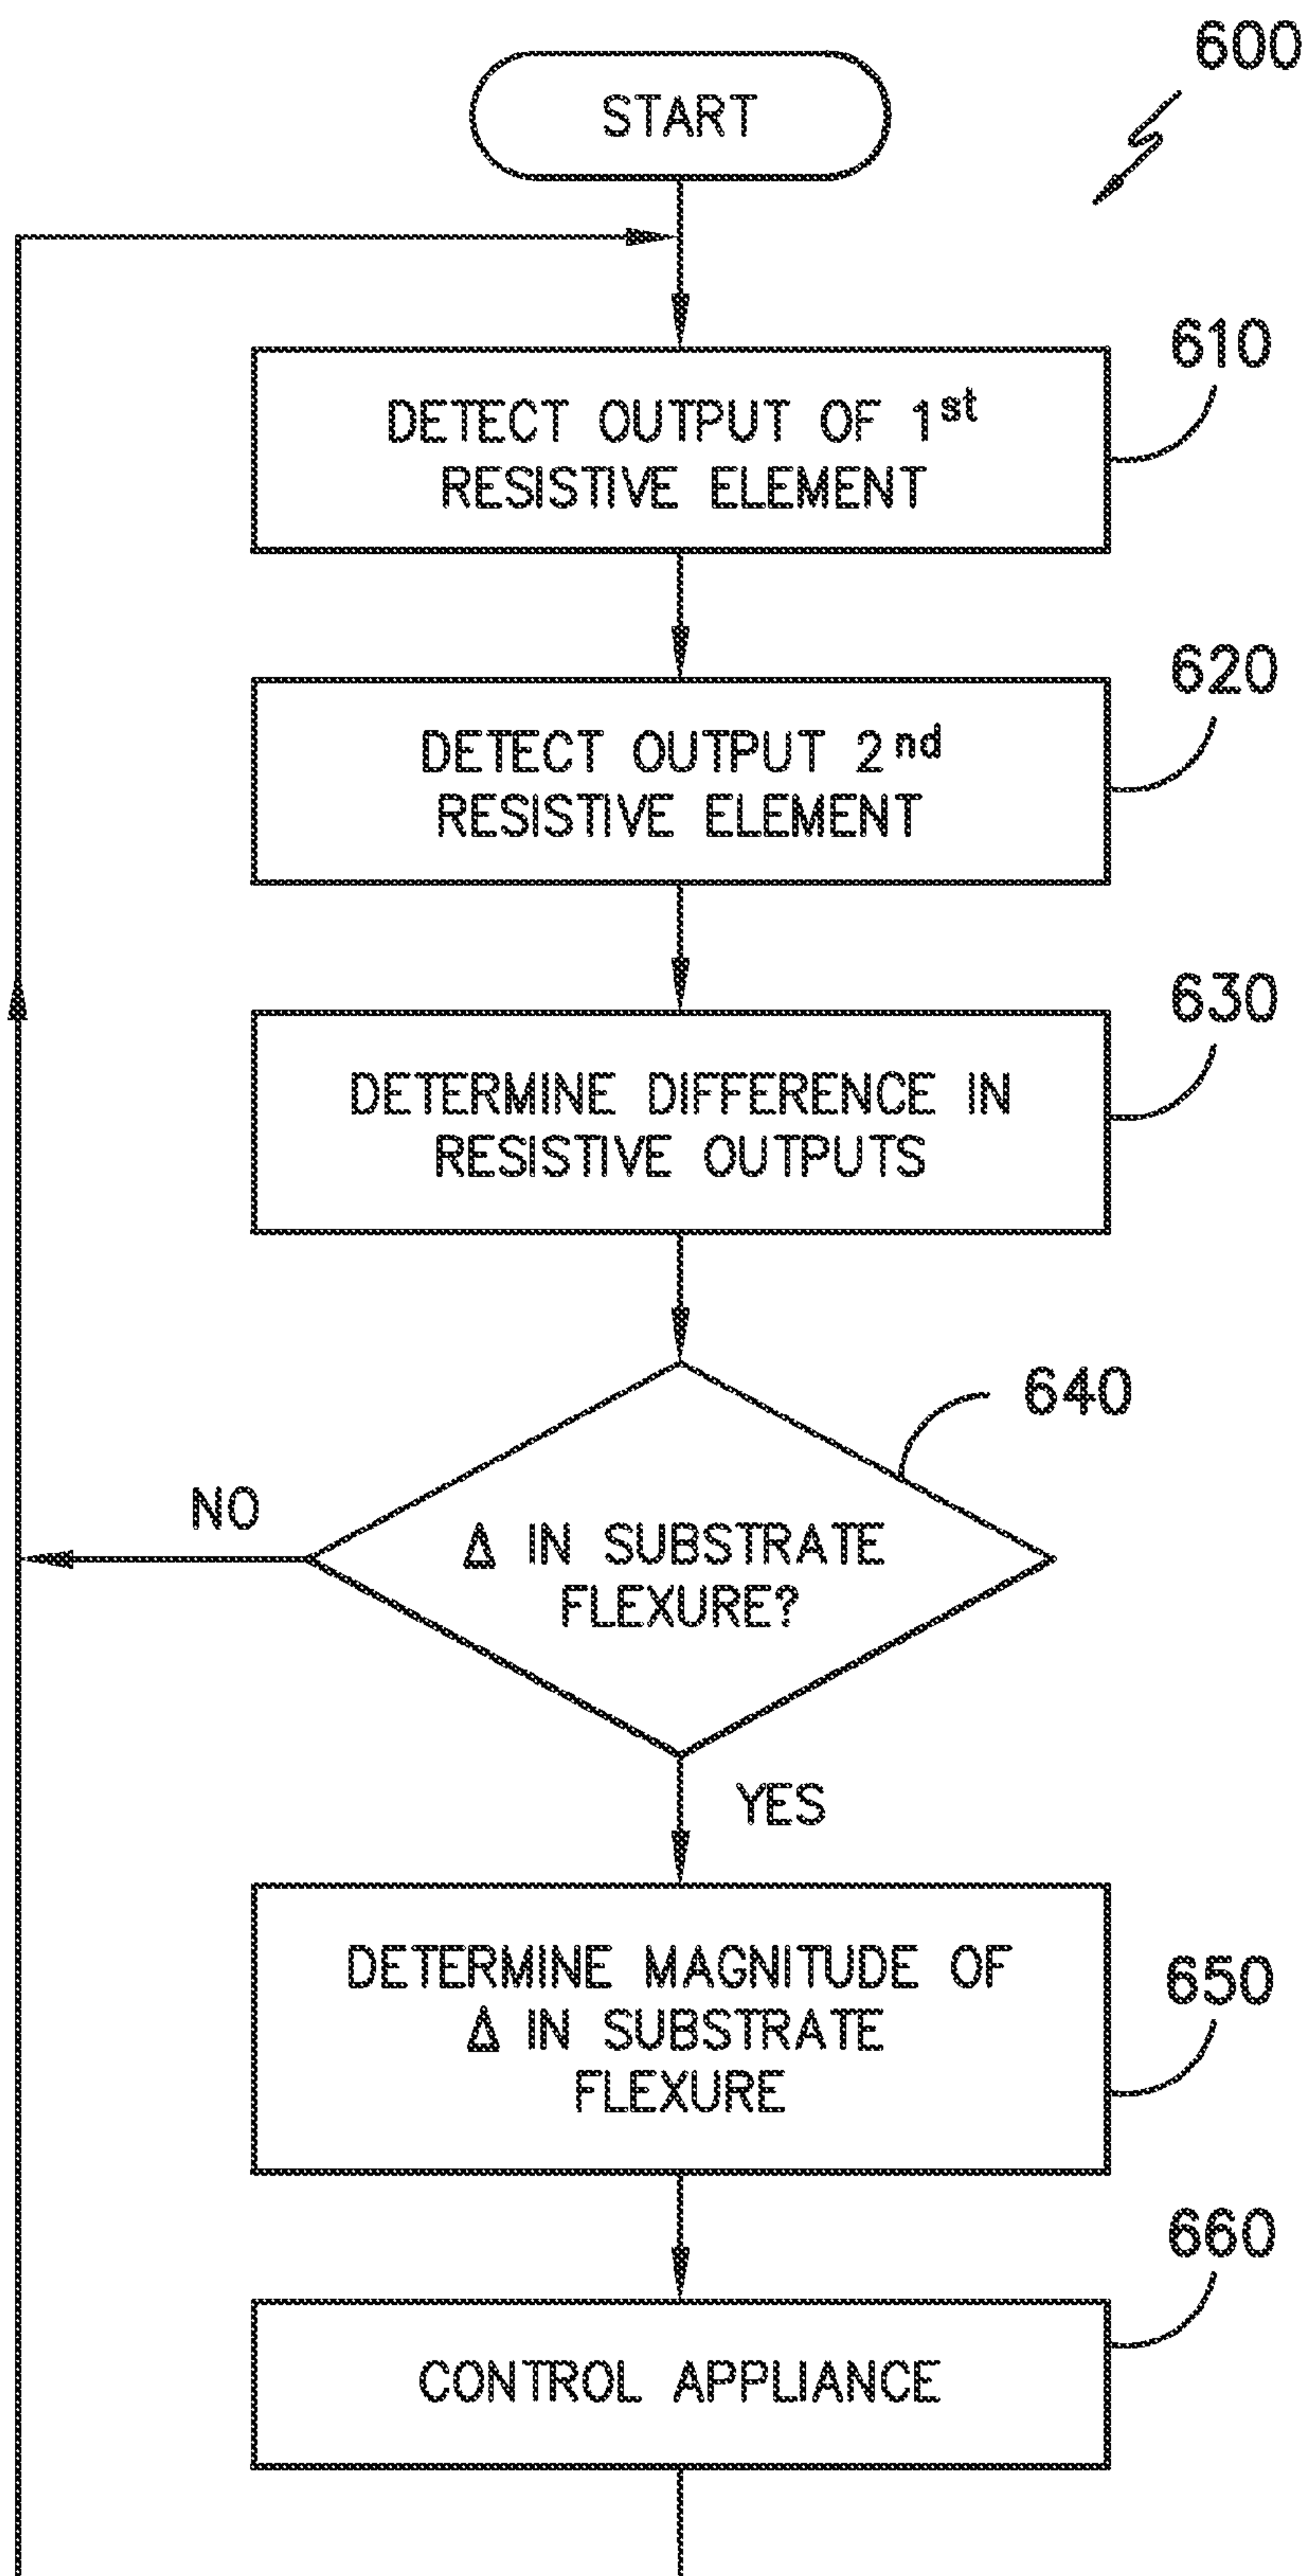 600
START
610
DETECT OUTPUT OF 1st
RESISTIVE ELEMENT
620
DETECT OUTPUT 2nd
RESISTIVE ELEMENT
630
DETERMINE DIFFERENCE IN
RESISTIVE OUTPUTS
640
Δ IN SUBSTRATE
FLEXURE?
NO
YES
650
DETERMINE MAGNITUDE OF
Δ IN SUBSTRATE
FLEXURE
660
CONTROL APPLIANCE